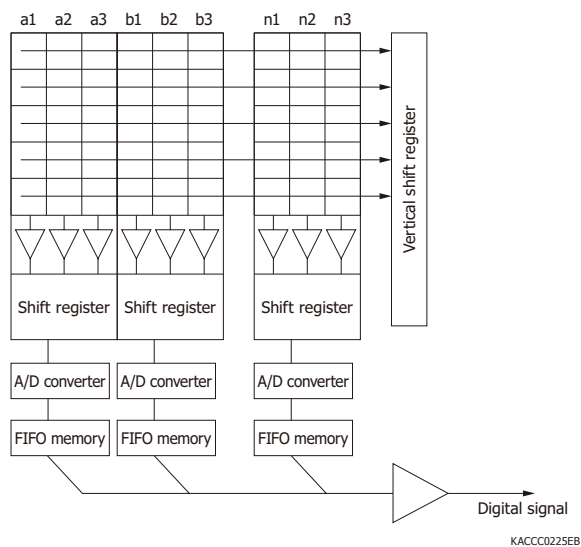 a1 a2 a3 b1 b2 b3 n1 n2 n3
Vertical shift register
Shift register Shift register Shift register
A/D converter A/D converter A/D converter
FIFO memory FIFO memory FIFO memory
Digital signal
KACCC0225EB